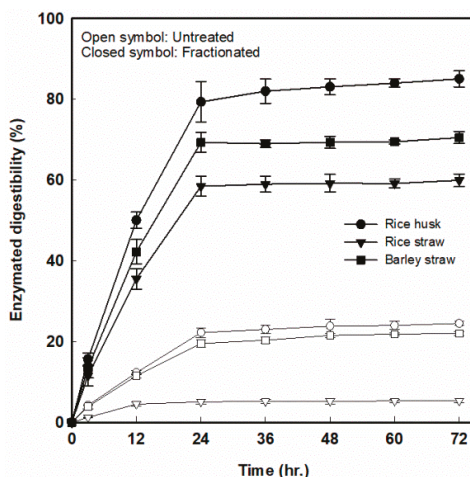 Open symbol: Untreated
Closed symbol: Fractionated
Enzymated digestibility (%)
100
80
60
40
20
0
Rice husk
Rice straw
Barley straw
0 12 24 36 48 60 72
Time (hr.)